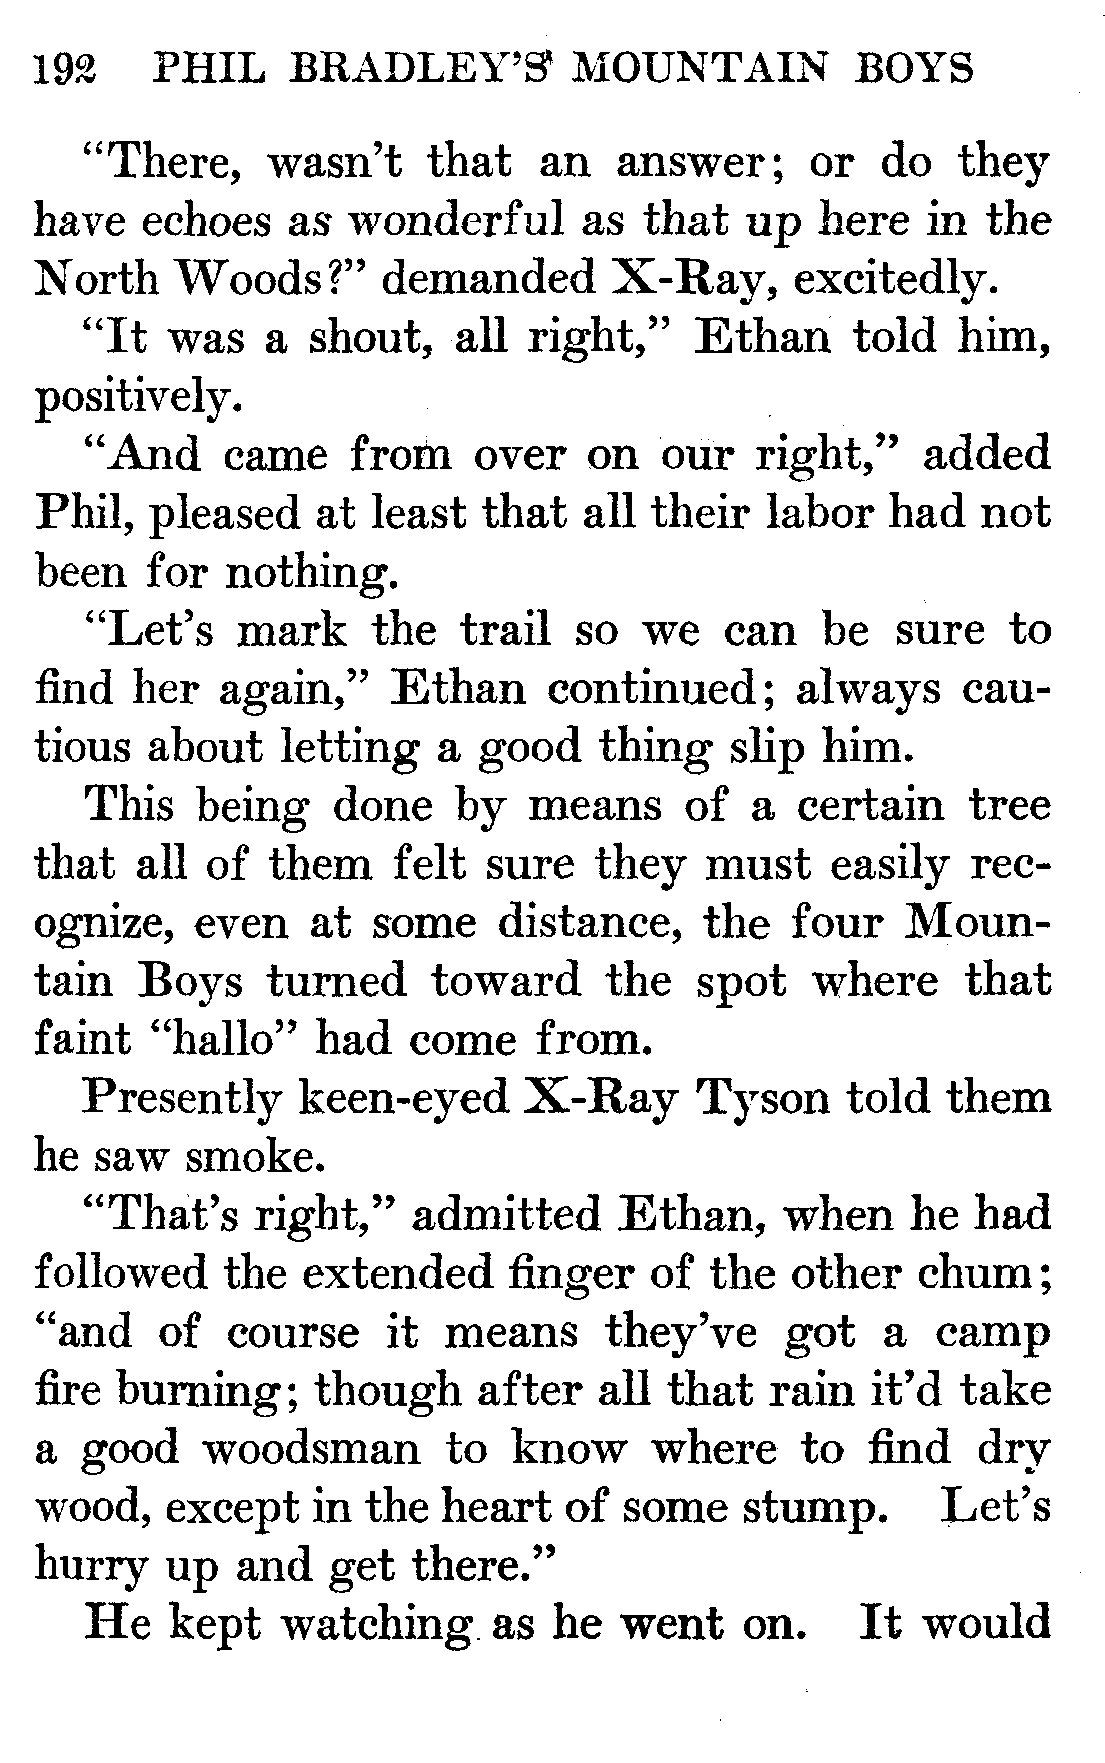 192 PHIL BRADLEY'S MOUNTAIN BOYS
“There, wasn't that an answer; or do they
have echoes as wonderful as that up here in the
North Woods?” demanded X-Ray, excitedly.
“It was a shout, all right,” Ethan told him,
positively.
“And came from over on our right,” added
Phil, pleased at least that all their labor had not
been for nothing.
“Let's mark the trail so we can be sure to
find her again,” Ethan continued; always cau-
tious about letting a good thing slip him.
This being done by means of a certain tree
that all of them felt sure they must easily rec-
ognize, even at some distance, the four Moun-
tain Boys turned toward the spot where that
faint “hallo” had come from.
Presently keen-eyed X-Ray Tyson told them
he saw smoke.
“That's right,” admitted Ethan, when he had
followed the extended finger of the other chum;
“and of course it means they've got a camp
fire burning; though after all that rain it'd take
a good woodsman to know where to find dry
wood, except in the heart of some stump. Let's
hurry up and get there.”
He kept watching as he went on. It would